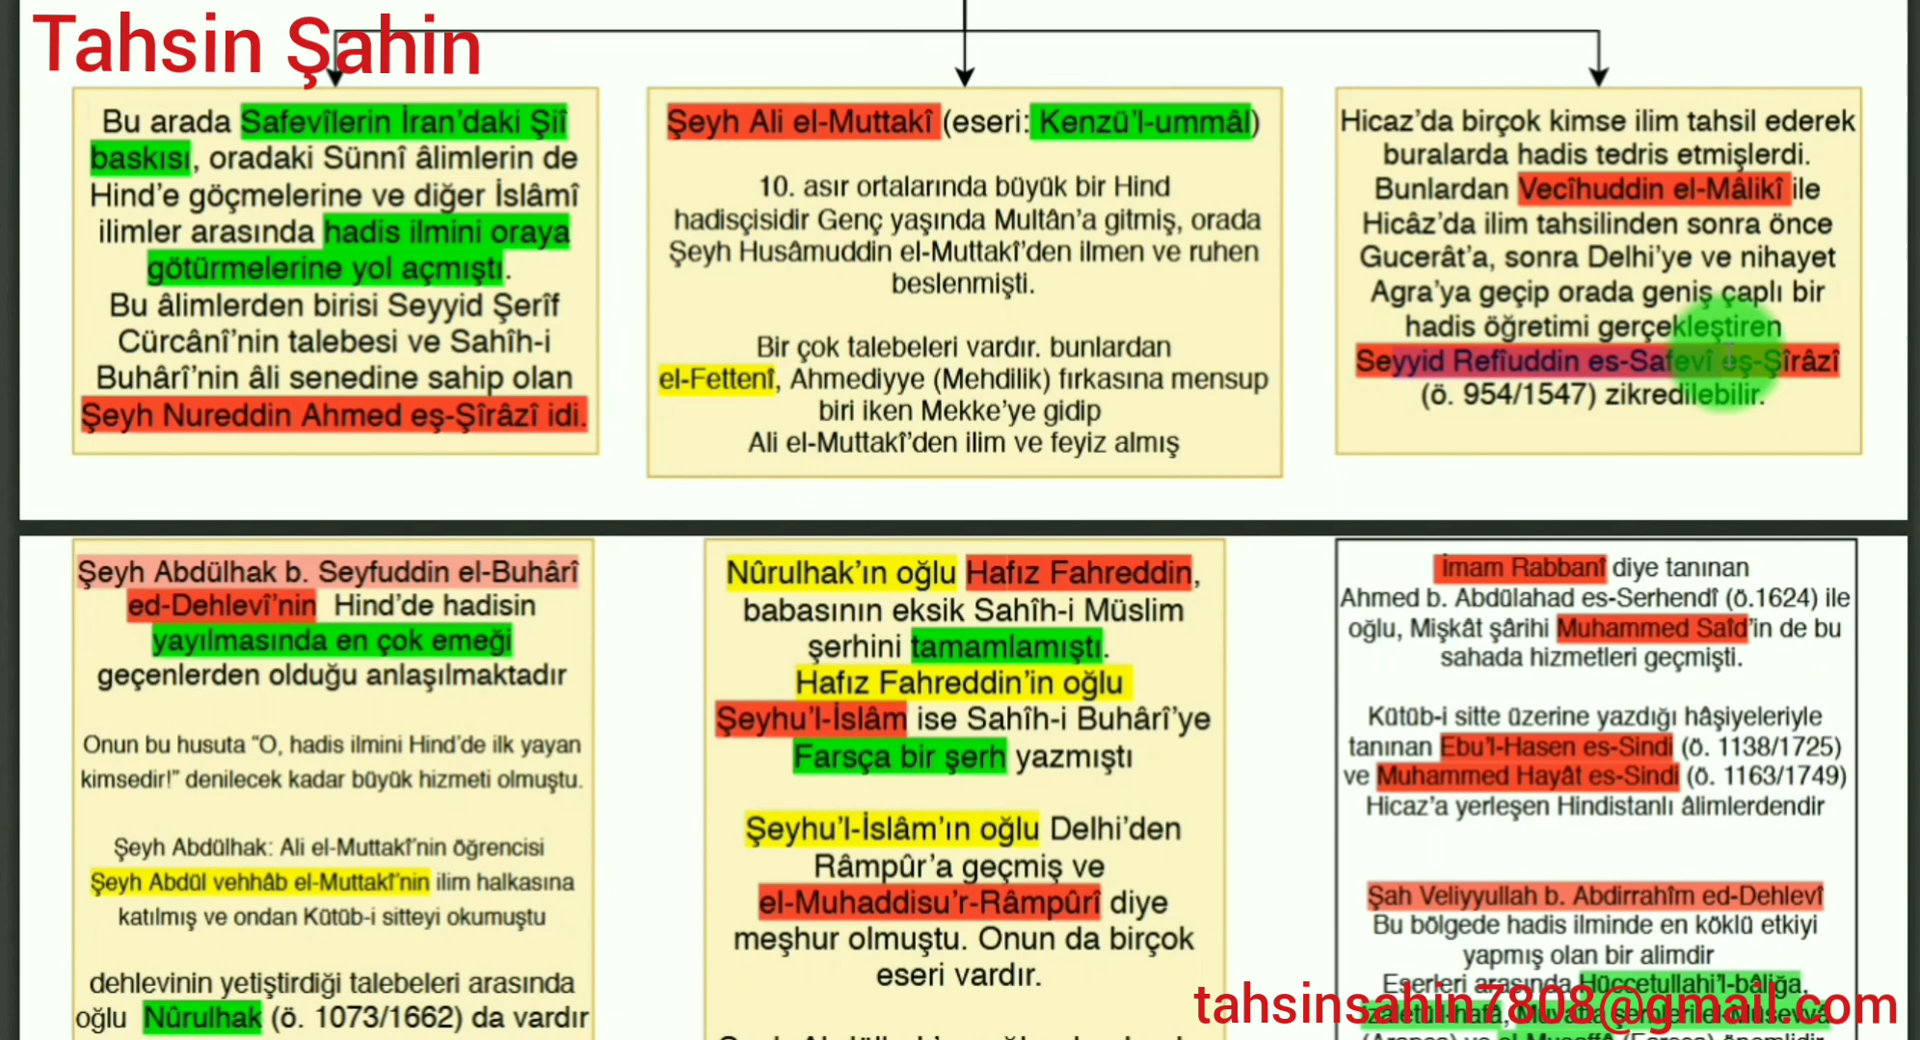 Tahsin Şahin
Bu arada Safevîlerin İran'daki Şiî
baskısı, oradaki Sünnî âlimlerin de
Hind'e göçmelerine ve diğer İslâmî
ilimler arasında hadis ilmini oraya
götürmelerine yol açmıştı.
Bu âlimlerden birisi Seyyid Şerîf
Cürcânî'nin talebesi ve Sahîh-i
Buhârî'nin âli senedine sahip olan
Şeyh Nureddin Ahmed eş-Şîrâzî idi.
Şeyh Ali el-Muttakî (eseri: Kenzü'l-ummâl)
10. asır ortalarında büyük bir Hind
hadisçisidir Genç yaşında Multân'a gitmiş, orada
Şeyh Husâmuddin el-Muttakî'den ilmen ve ruhen
beslenmişti.
Bir çok talebeleri vardır. bunlardan
el-Fettenî, Ahmediyye (Mehdilik) fırkasına mensup
biri iken Mekke'ye gidip
Ali el-Muttakî'den ilim ve feyiz almış
Hicaz'da birçok kimse ilim tahsil ederek
buralarda hadis tedris etmişlerdi.
Bunlardan Vecîhuddin el-Mâlikî ile
Hicâz'da ilim tahsilinden sonra önce
Gucerât'a, sonra Delhi'ye ve nihayet
Agra'ya geçip orada geniş çaplı bir
hadis öğretimi gerçekleştiren
Seyyid Refîuddin es-Safevî eş-Şîrâzî
(ö. 954/1547) zikredilebilir.
Şeyh Abdülhak b. Seyfuddin el-Buhârî
ed-Dehlevî'nin Hind'de hadisin
yayılmasında en çok emeği
geçenlerden olduğu anlaşılmaktadır
Onun bu husuta “O, hadis ilmini Hind'de ilk yayan
kimsedir!” denilecek kadar büyük hizmeti olmuştu.
Şeyh Abdülhak: Ali el-Muttakî'nin öğrencisi
Şeyh Abdül vehhâb el-Muttakî'nin ilim halkasına
katılmış ve ondan Kütüb-i sitteyi okumuştu
dehlevinin yetiştirdiği talebeleri arasında
oğlu Nûrulhak (ö. 1073/1662) da vardır
Nûrulhak'ın oğlu Hafız Fahreddin,
babasının eksik Sahîh-i Müslim
şerhini tamamlamıştı.
Hafız Fahreddin'in oğlu
Şeyhu'l-İslâm ise Sahîh-i Buhârî'ye
Farsça bir şerh yazmıştı
Şeyhu'l-İslâm'ın oğlu Delhi'den
Râmpûr'a geçmiş ve
el-Muhaddisu'r-Râmpûrî diye
meşhur olmuştu. Onun da birçok
eseri vardır.
İmam Rabbanî diye tanınan
Ahmed b. Abdülahad es-Serhendî (ö.1624) ile
oğlu, Mişkât şârihi Muhammed Saîd'in de bu
sahada hizmetleri geçmişti.
Kütüb-i sitte üzerine yazdığı hâşiyeleriyle
tanınan Ebu'l-Hasen es-Sindi (ö. 1138/1725)
ve Muhammed Hayât es-Sindi (ö. 1163/1749)
Hicaz'a yerleşen Hindistanlı âlimlerdendir
Şah Veliyyullah b. Abdirrahîm ed-Dehlevî
Bu bölgede hadis ilminde en köklü etkiyi
yapmış olan bir alimdir
Eserleri arasında Hüccetullahi'l-bâliğa,
tahsinsahin7808@gmail.com